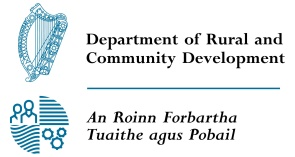 Department of Rural and
Community Development
An Roinn Forbartha
Tuaithe agus Pobail